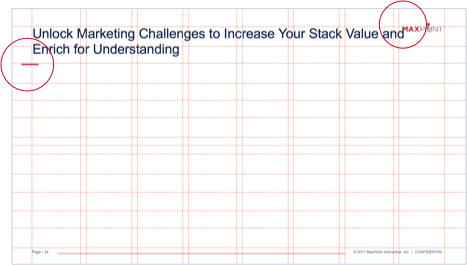 Unlock Marketing Challenges to Increase Your Stack Value and
MAXPOINT
Enrich for Understanding
Page / 24
© 2017 MaxPoint Interactive, Inc. | CONFIDENTIAL